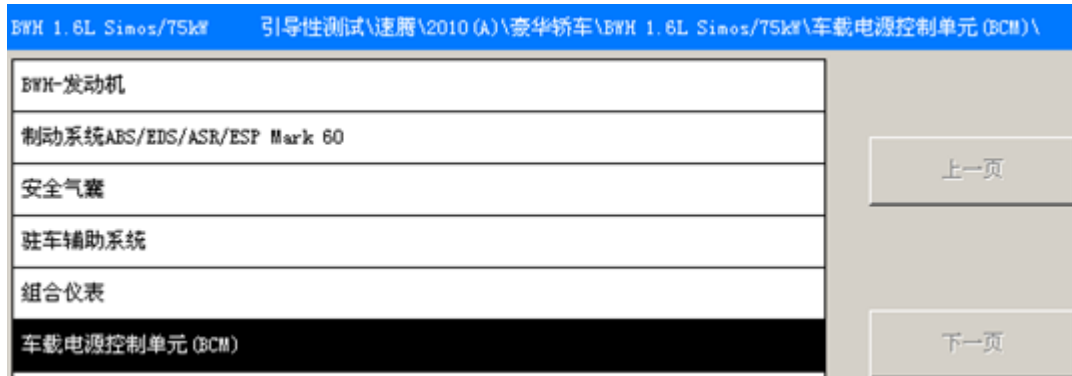 BWH 1.6L Simos/75kW 引导性测试\速腾\2010(A)\豪华轿车\BWH 1.6L Simos/75kW\车载电源控制单元(BCM)\
BWH-发动机
制动系统ABS/EDS/ASR/ESP Mark 60
安全气囊
上一页
驻车辅助系统
组合仪表
车载电源控制单元(BCM)
下一页